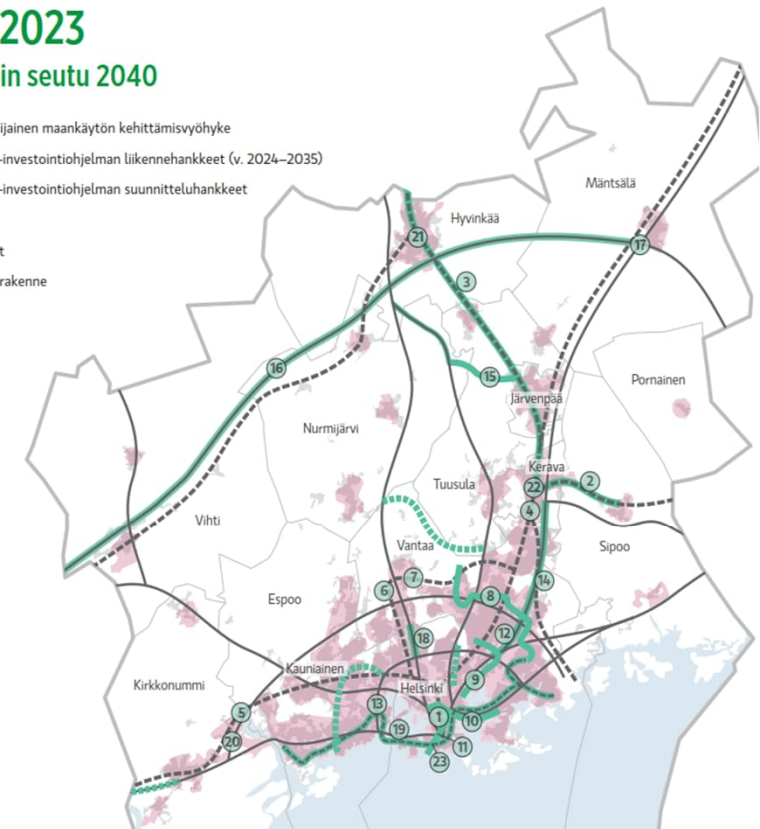 2023
in seutu 2040
ijainen maankäytön kehittämisvyöhyke
-investointiohjelman liikennehankkeet (v. 2024–2035)
-investointiohjelman suunnitteluhankkeet
t
rakenne
Mäntsälä
Hyvinkää
21
17
3
16
15
Pornainen
Järvenpää
Nurmijärvi
Kerava
Tuusula
22
2
4
Vihti
Vantaa
Sipoo
7
14
6
Espoo
8
18
12
Kauniainen
Kirkkonummi
Helsinki
9
5
13
1
10
20
19
11
23